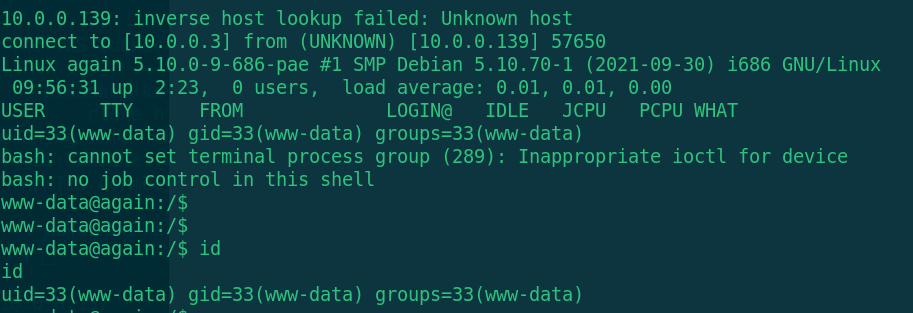 10.0.0.139: inverse host lookup failed: Unknown host
connect to [10.0.0.3] from (UNKNOWN) [10.0.0.139] 57650
Linux again 5.10.0-9-686-pae #1 SMP Debian 5.10.70-1 (2021-09-30) i686 GNU/Linux
 09:56:31 up  2:23,  0 users,  load average: 0.01, 0.01, 0.00
USER     TTY      FROM             LOGIN@   IDLE   JCPU   PCPU WHAT
uid=33(www-data) gid=33(www-data) groups=33(www-data)
bash: cannot set terminal process group (289): Inappropriate ioctl for device
bash: no job control in this shell
www-data@again:/$
www-data@again:/$
www-data@again:/$ id
id
uid=33(www-data) gid=33(www-data) groups=33(www-data)
www-data@again:/$